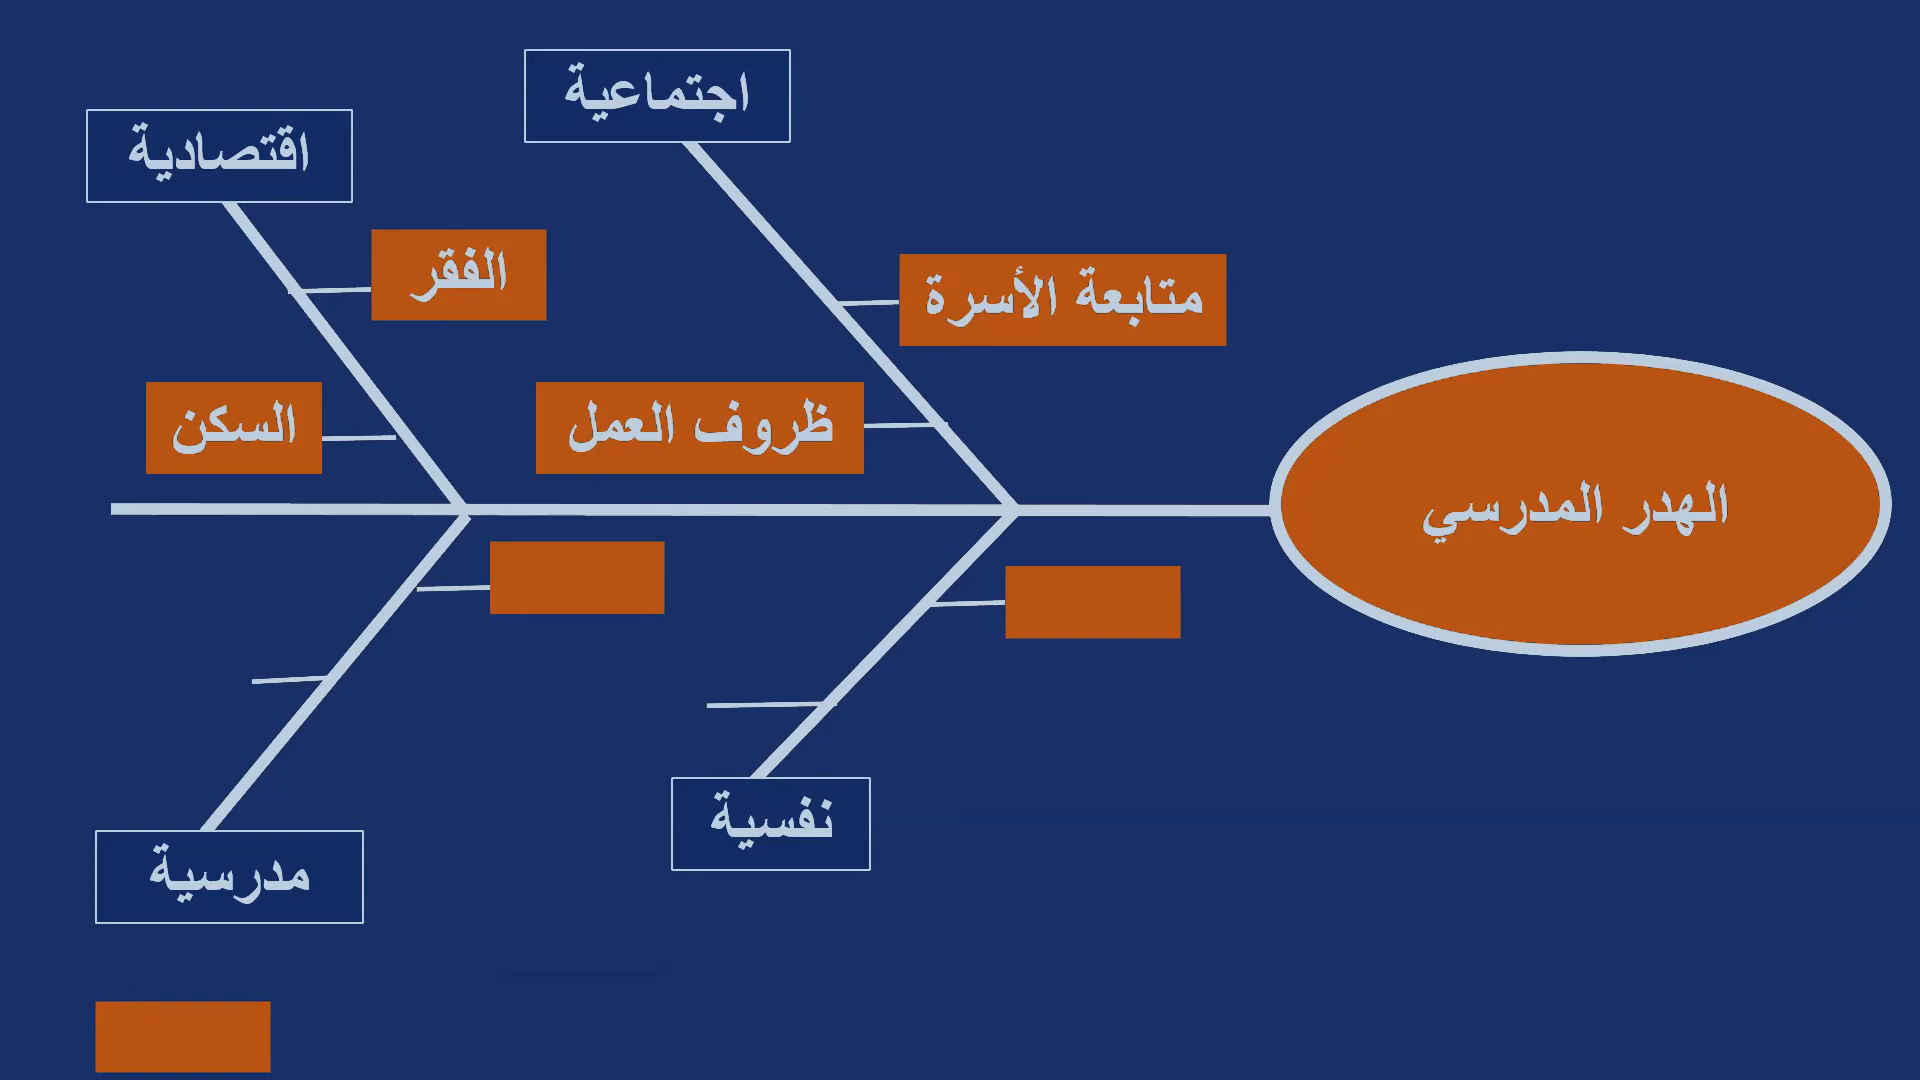 اجتماعية
اقتصادية
الفقر
متابعة الأسرة
ظروف العمل
السكن
الهدر المدرسي
نفسية
مدرسية